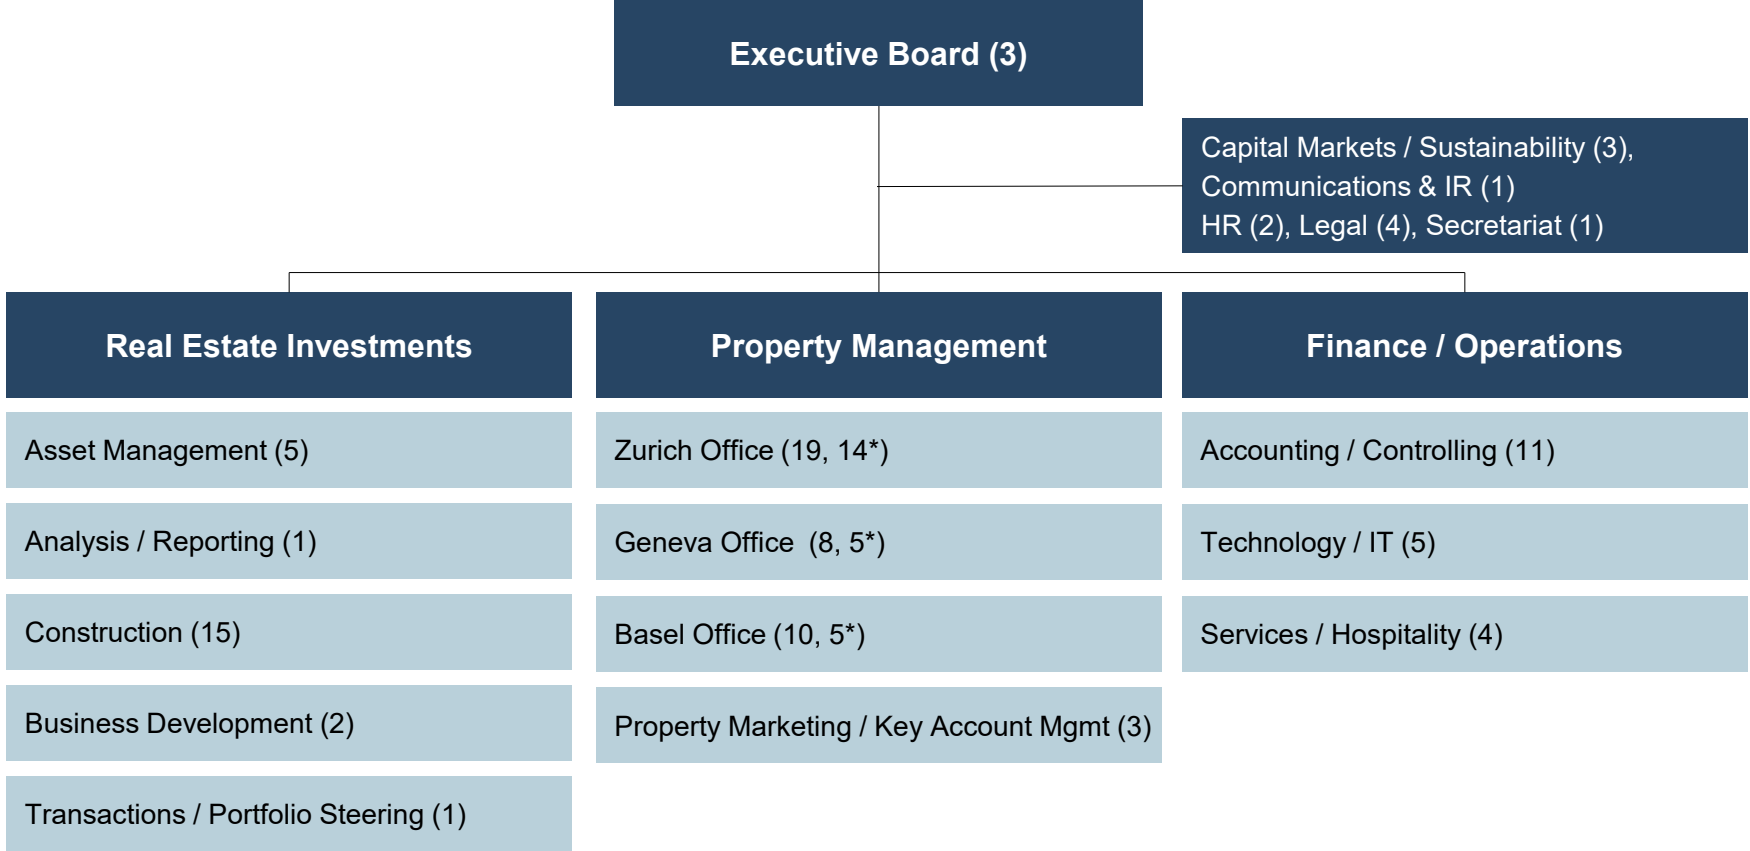 Executive Board (3)
Capital Markets / Sustainability (3),
Communications & IR (1)
HR (2), Legal (4), Secretariat (1)
Real Estate Investments
Asset Management (5)
Analysis / Reporting (1)
Construction (15)
Business Development (2)
Transactions / Portfolio Steering (1)
Property Management
Zurich Office (19, 14*)
Geneva Office  (8, 5*)
Basel Office (10, 5*)
Property Marketing / Key Account Mgmt (3)
Finance / Operations
Accounting / Controlling (11)
Technology / IT (5)
Services / Hospitality (4)